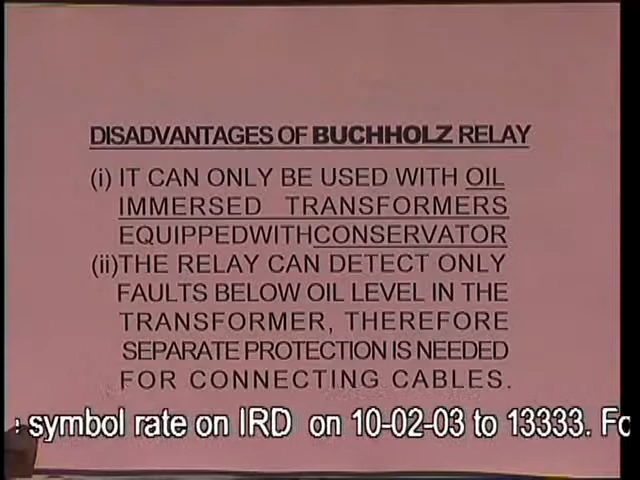 DISADVANTAGES OF BUCHHOLZ RELAY
(i) IT CAN ONLY BE USED WITH OIL
IMMERSED TRANSFORMERS
EQUIPPEDWITHCONSERVATOR
(ii)THE RELAY CAN DETECT ONLY
FAULTS BELOW OIL LEVEL IN THE
TRANSFORMER, THEREFORE
SEPARATE PROTECTION IS NEEDED
FOR CONNECTING CABLES.
symbol rate on IRD on 10-02-03 to 13333.